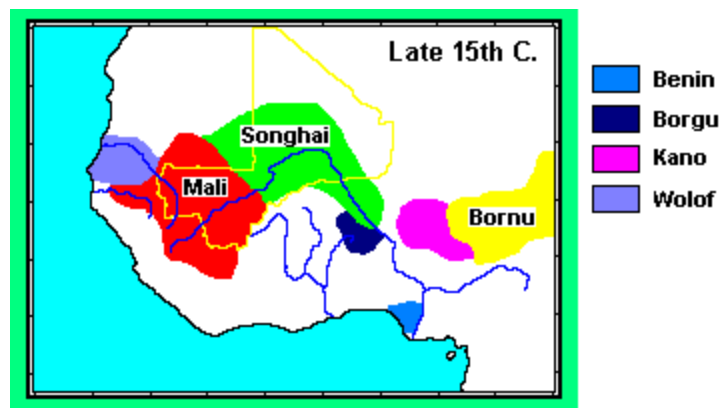 Late 15th C.
Songhai
Mali
Bornu
Benin
Borgu
Kano
Wolof